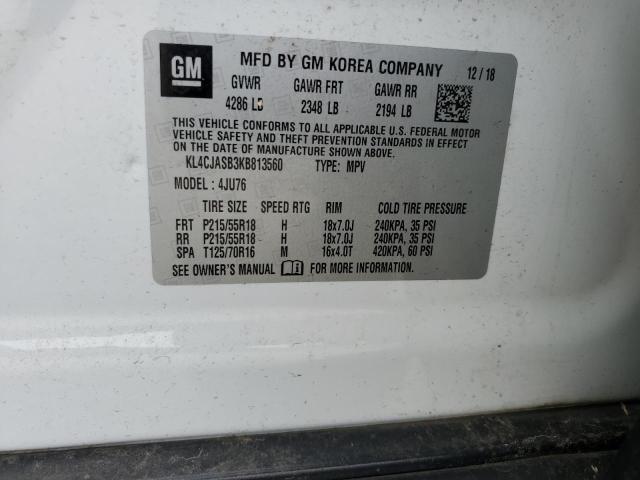 GM
MFD BY GM KOREA COMPANY 12/18
GVWR GAWR FRT GAWR RR
4286 LB 2348 LB 2194 LB
THIS VEHICLE CONFORMS TO ALL APPLICABLE U.S. FEDERAL MOTOR
VEHICLE SAFETY AND THEFT PREVENTION STANDARDS IN EFFECT
ON THE DATE OF MANUFACTURE SHOWN ABOVE.
KL4CJASB3KB813560 TYPE: MPV
MODEL : 4JU76
TIRE SIZE SPEED RTG RIM COLD TIRE PRESSURE
FRT P215/55R18 H 18x7.0J 240KPA, 35 PSI
RR P215/55R18 H 18x7.0J 240KPA, 35 PSI
SPA T125/70R16 M 16x4.0T 420KPA, 60 PSI
SEE OWNER'S MANUAL FOR MORE INFORMATION.